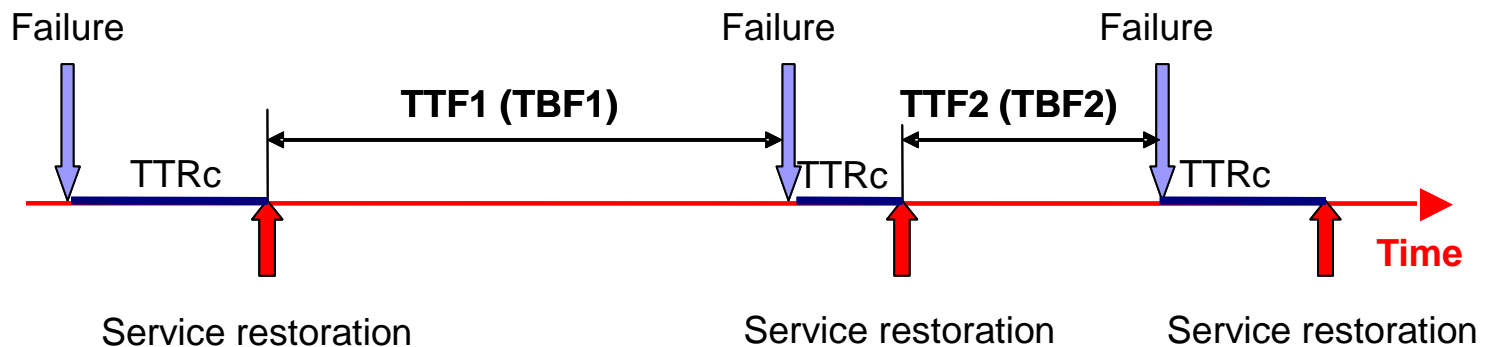 Failure
Failure
Failure
TTF1 (TBF1)
TTF2 (TBF2)
TTRc
TTRc
TTRc
Time
Service restoration
Service restoration
Service restoration